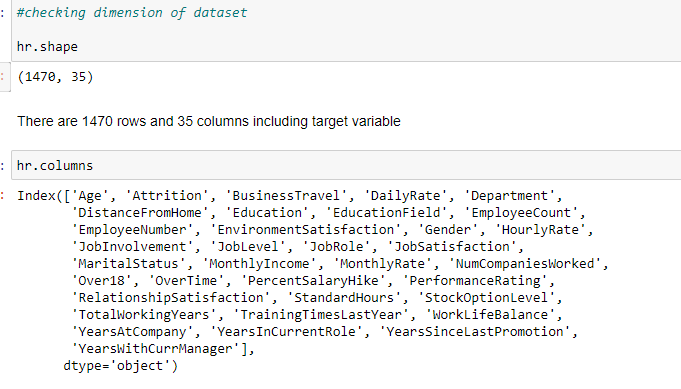 : #checking dimension of dataset
hr.shape
: (1470, 35)
There are 1470 rows and 35 columns including target variable
: hr.columns
: Index(['Age', 'Attrition', 'BusinessTravel', 'DailyRate', 'Department',
'DistanceFromHome', 'Education', 'EducationField', 'EmployeeCount',
'EmployeeNumber', 'EnvironmentSatisfaction', 'Gender', 'HourlyRate',
'JobInvolvement', 'JobLevel', 'JobRole', 'JobSatisfaction',
'MaritalStatus', 'MonthlyIncome', 'MonthlyRate', 'NumCompaniesWorked',
'Over18', 'OverTime', 'PercentSalaryHike', 'PerformanceRating',
'RelationshipSatisfaction', 'StandardHours', 'StockOptionLevel',
'TotalWorkingYears', 'TrainingTimesLastYear', 'WorkLifeBalance',
'YearsAtCompany', 'YearsInCurrentRole', 'YearsSinceLastPromotion',
'YearsWithCurrManager'],
dtype='object')